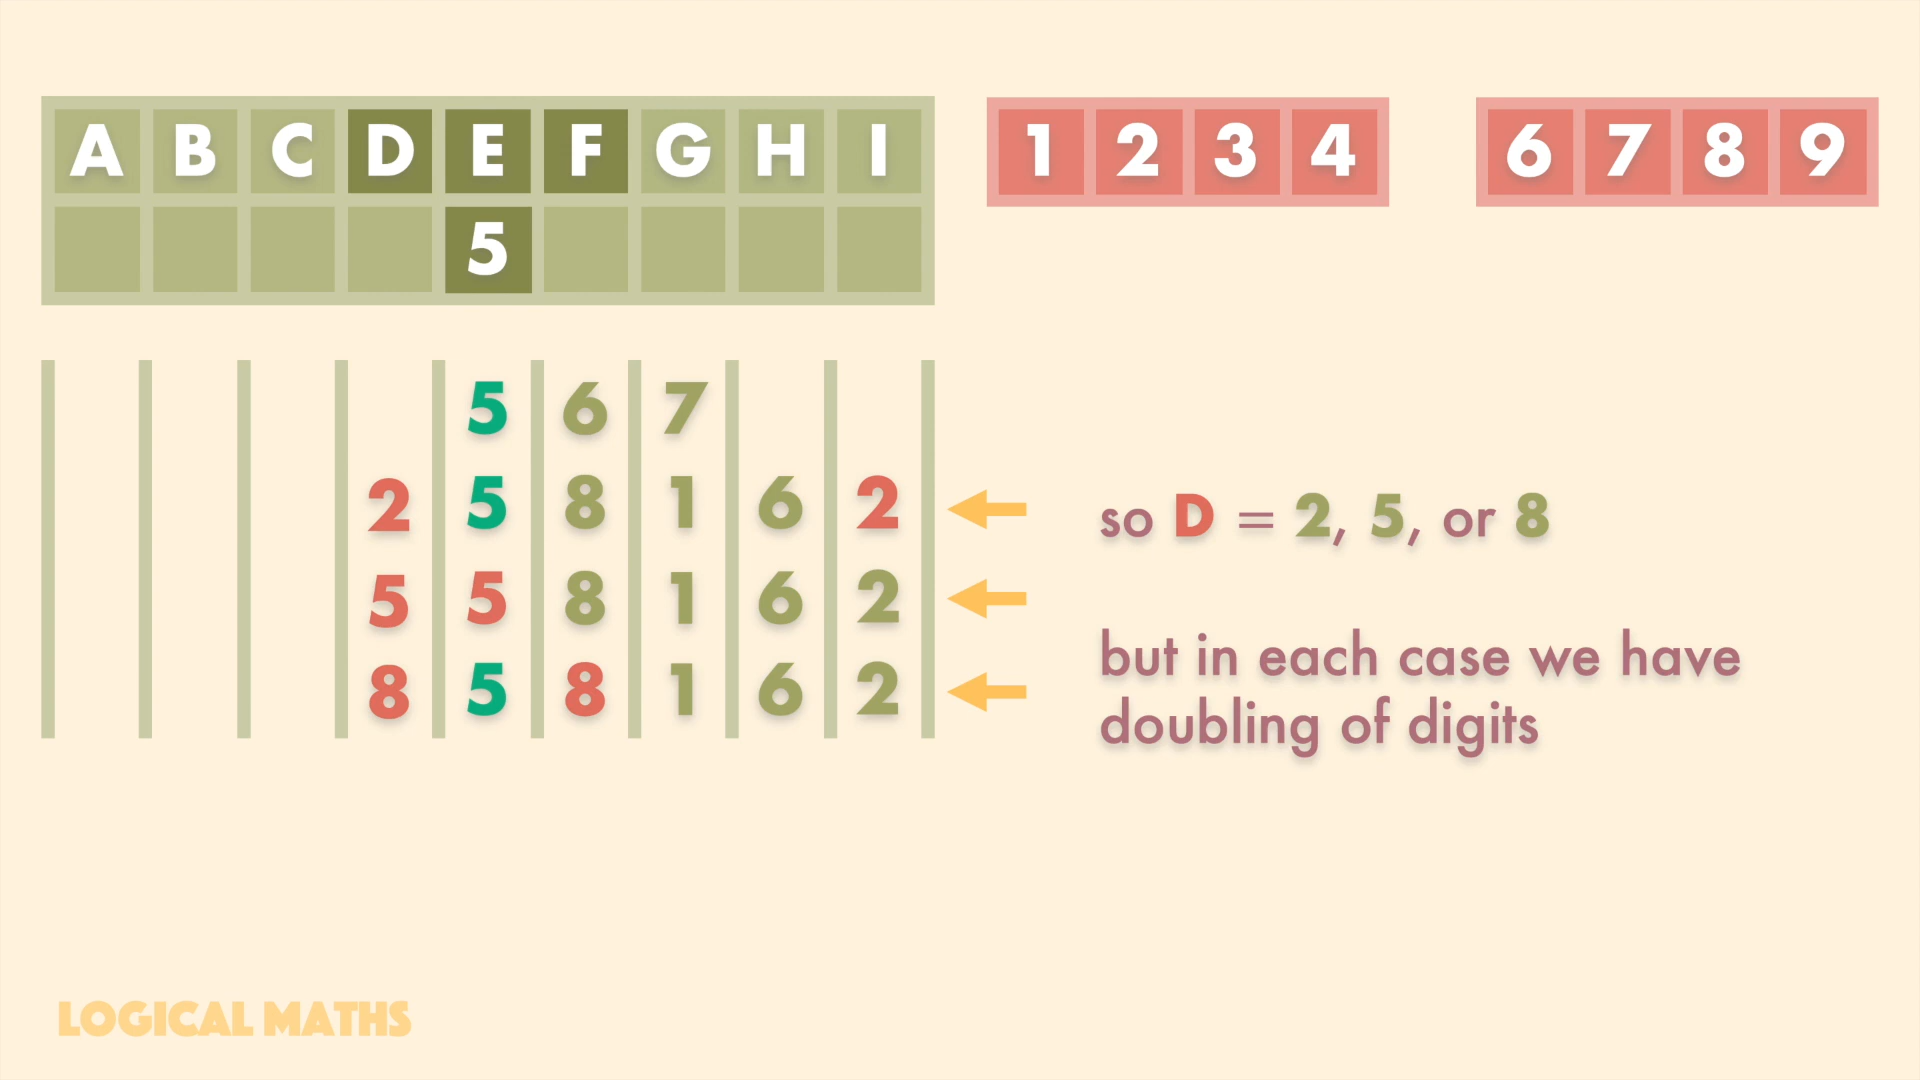 A B C D E F G H I
1 2 3 4
6 7 8 9
5
5 6 7
2 5 8 1 6 2
so D = 2, 5, or 8
5 5 8 1 6 2
but in each case we have
8 5 8 1 6 2
doubling of digits
LOGICAL MATHS